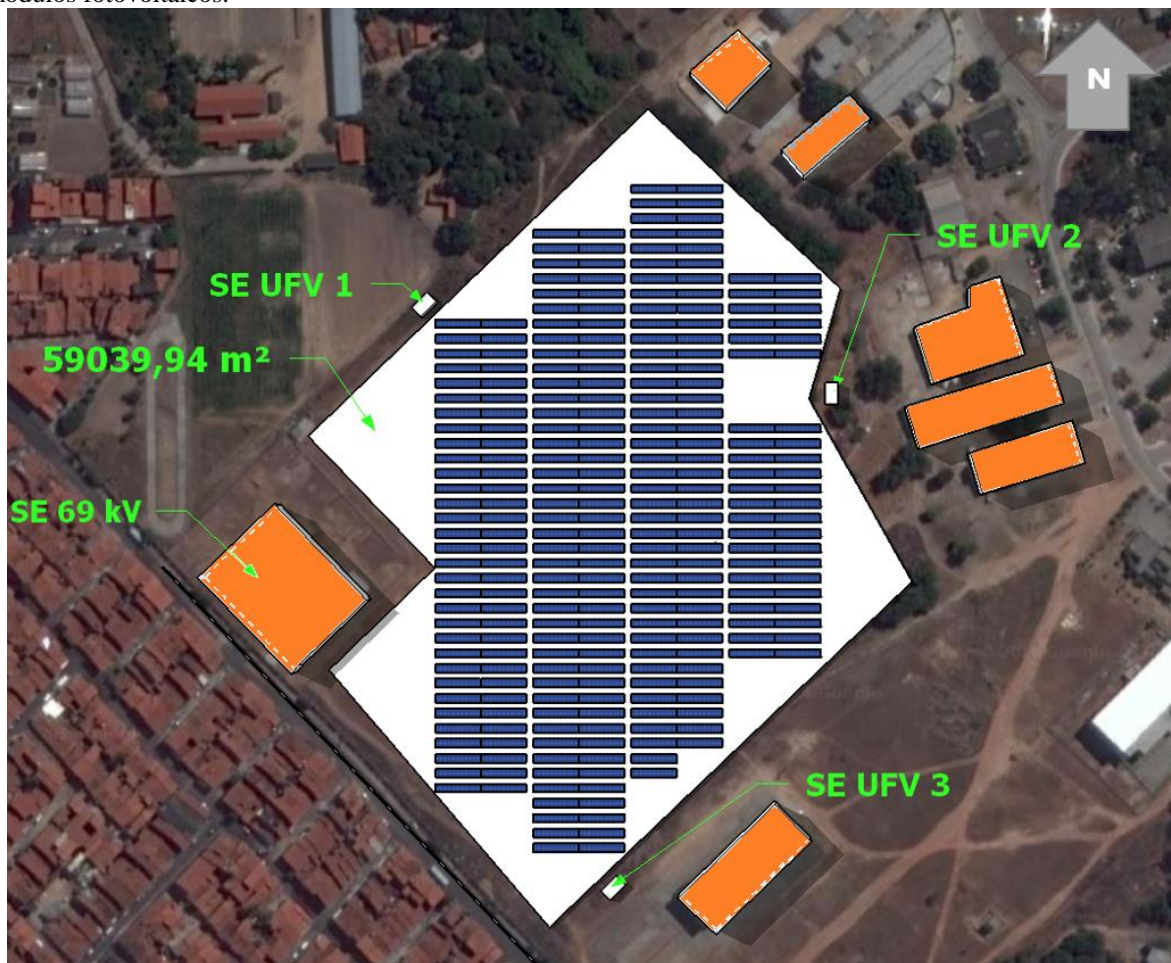 módulos fotovoltaicos.
N
SE UFV 2
SE UFV 1
59039,94 m²
SE 69 kV
SE UFV 3